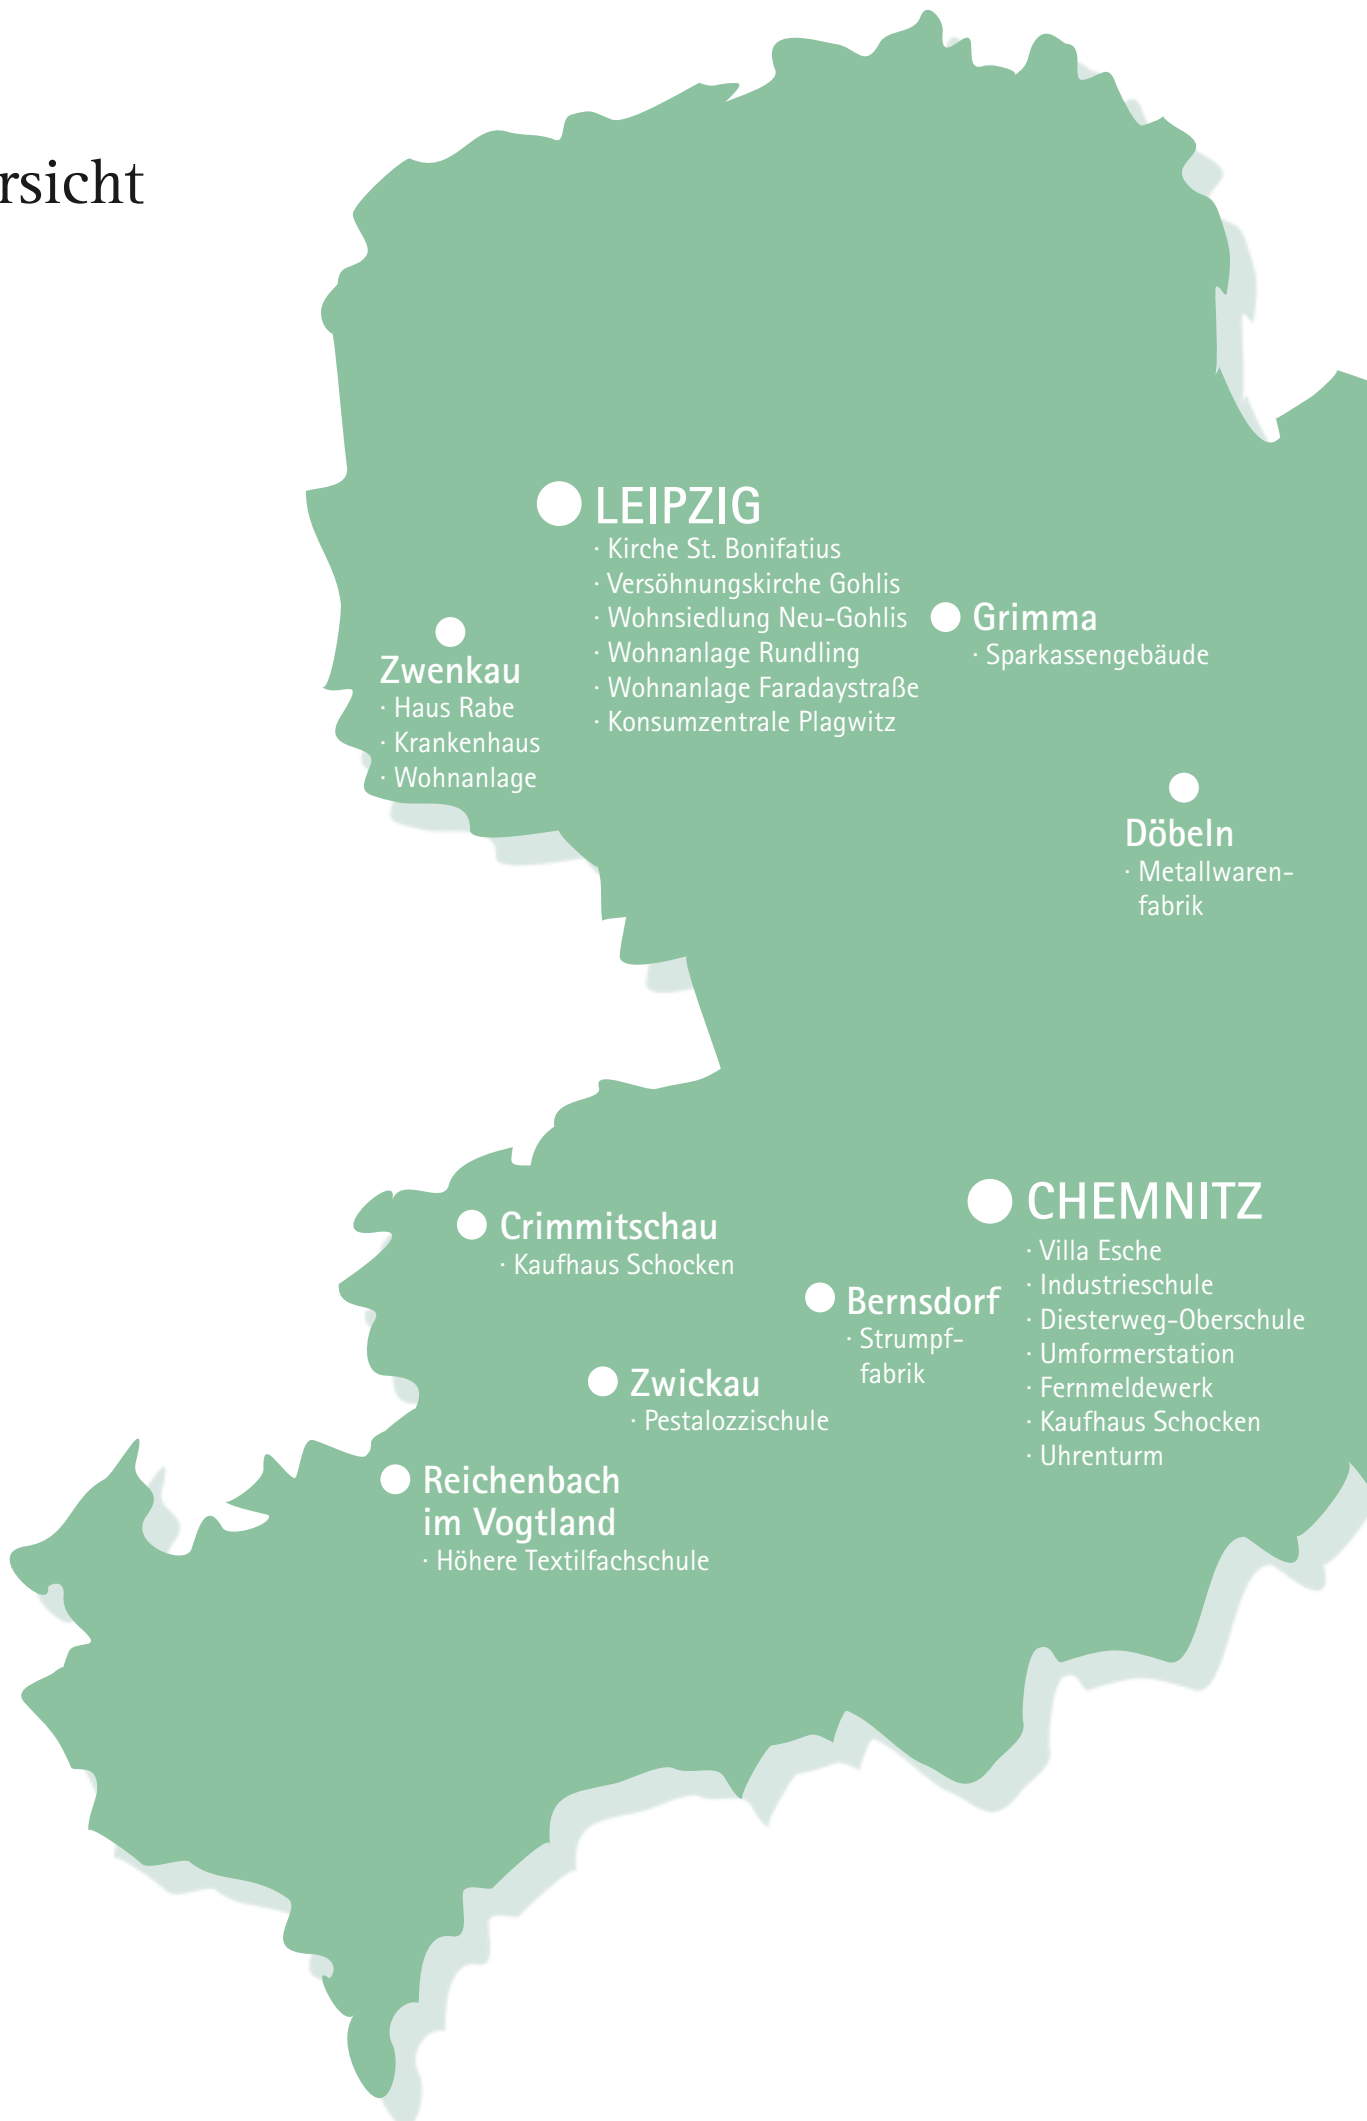 rsicht
LEIPZIG
· Kirche St. Bonifatius
· Versöhnungskirche Gohlis
· Wohnsiedlung Neu-Gohlis
· Wohnanlage Rundling
· Wohnanlage Faradaystraße
· Konsumzentrale Plagwitz
Grimma
· Sparkassengebäude
Zwenkau
· Haus Rabe
· Krankenhaus
· Wohnanlage
Döbeln
· Metallwaren-
fabrik
CHEMNITZ
· Villa Esche
· Industrieschule
· Diesterweg-Oberschule
· Umformerstation
· Fernmeldewerk
· Kaufhaus Schocken
· Uhrenturm
Crimmitschau
· Kaufhaus Schocken
Bernsdorf
· Strumpf-
fabrik
Zwickau
· Pestalozzischule
Reichenbach
im Vogtland
· Höhere Textilfachschule